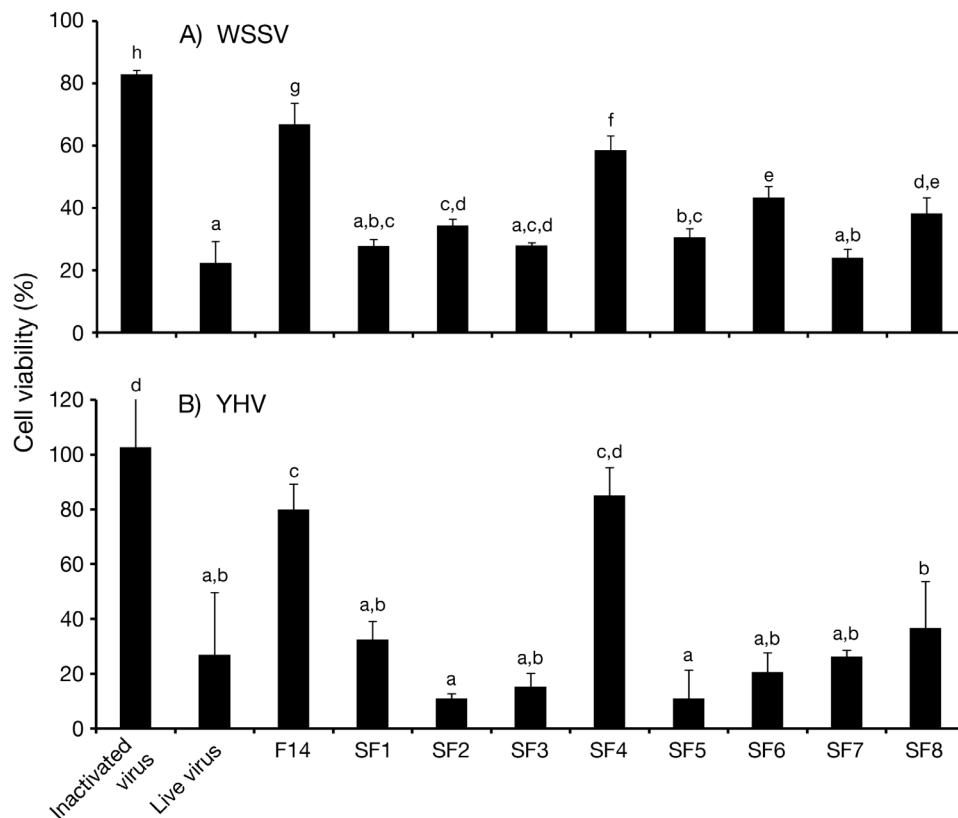 A) WSSV
100
80
60
40
20
0
h
a
g
a,b,c
c,d
a,c,d
f
b,c
e
a,b
d,e
Cell viability (%)
B) YHV
120
100
80
60
40
20
0
d
a,b
c
a,b
a
a,b
c,d
a
a,b
a,b
b
Inactivated
virus
Live virus
F14
SF1
SF2
SF3
SF4
SF5
SF6
SF7
SF8